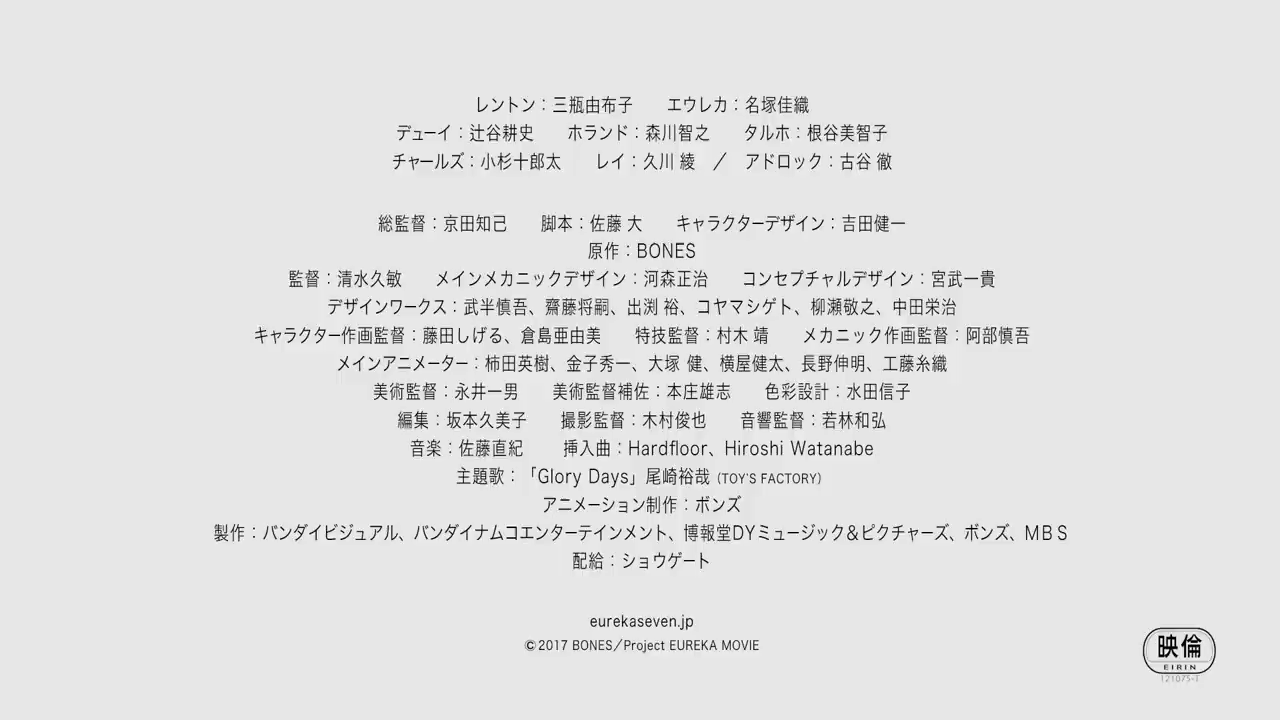 レントン：三瓶由布子　　エウレカ：名塚佳織
デューイ：辻谷耕史　　ホランド：森川智之　　タルホ：根谷美智子
チャールズ：小杉十郎太　　レイ：久川 綾　／　アドロック：古谷 徹
総監督：京田知己　　脚本：佐藤 大　　キャラクターデザイン：吉田健一
原作：BONES
監督：清水久敏　　メインメカニックデザイン：河森正治　　コンセプチャルデザイン：宮武一貴
デザインワークス：武半慎吾、齋藤将嗣、出渕 裕、コヤマシゲト、柳瀬敬之、中田栄治
キャラクター作画監督：藤田しげる、倉島亜由美　　特技監督：村木 靖　　メカニック作画監督：阿部慎吾
メインアニメーター：柿田英樹、金子秀一、大塚 健、横屋健太、長野伸明、工藤糸織
美術監督：永井一男　　美術監督補佐：本庄雄志　　色彩設計：水田信子
編集：坂本久美子　　撮影監督：木村俊也　　音響監督：若林和弘
音楽：佐藤直紀　　挿入曲：Hardfloor、Hiroshi Watanabe
主題歌：「Glory Days」尾崎裕哉（TOY'S FACTORY）
アニメーション制作：ボンズ
製作：バンダイビジュアル、バンダイナムコエンターテインメント、博報堂DYミュージック＆ピクチャーズ、ボンズ、MBS
配給：ショウゲート
eurekaseven.jp
©2017 BONES／Project EUREKA MOVIE
映倫
EIRIN
121075-T